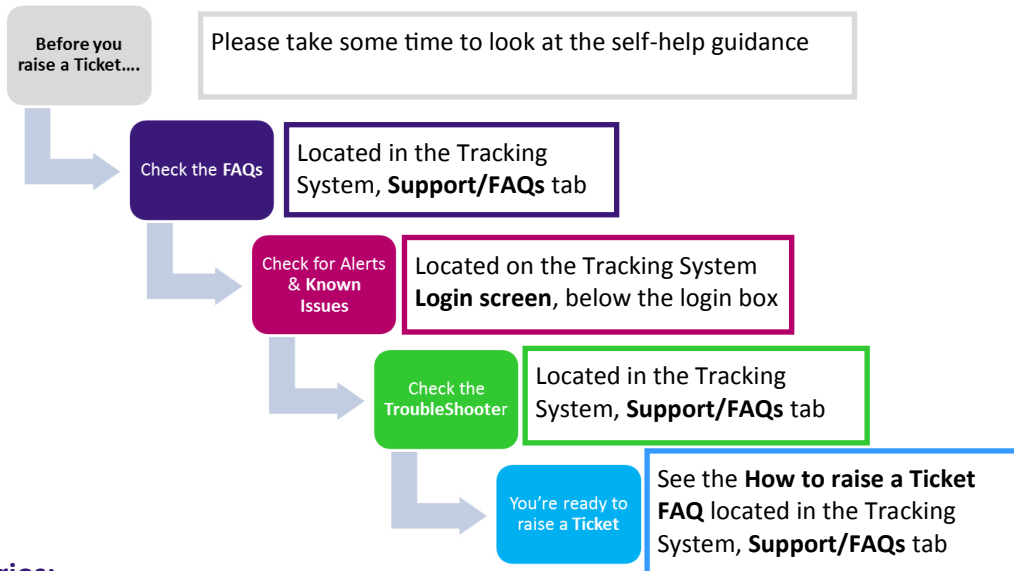 Before you
raise a Ticket....
Please take some time to look at the self-help guidance
Check the FAQs
Located in the Tracking
System, Support/FAQs tab
Check for Alerts
& Known
Issues
Located on the Tracking System
Login screen, below the login box
Check the
TroubleShooter
Located in the Tracking
System, Support/FAQs tab
You're ready to
raise a Ticket
See the How to raise a Ticket
FAQ located in the Tracking
System, Support/FAQs tab